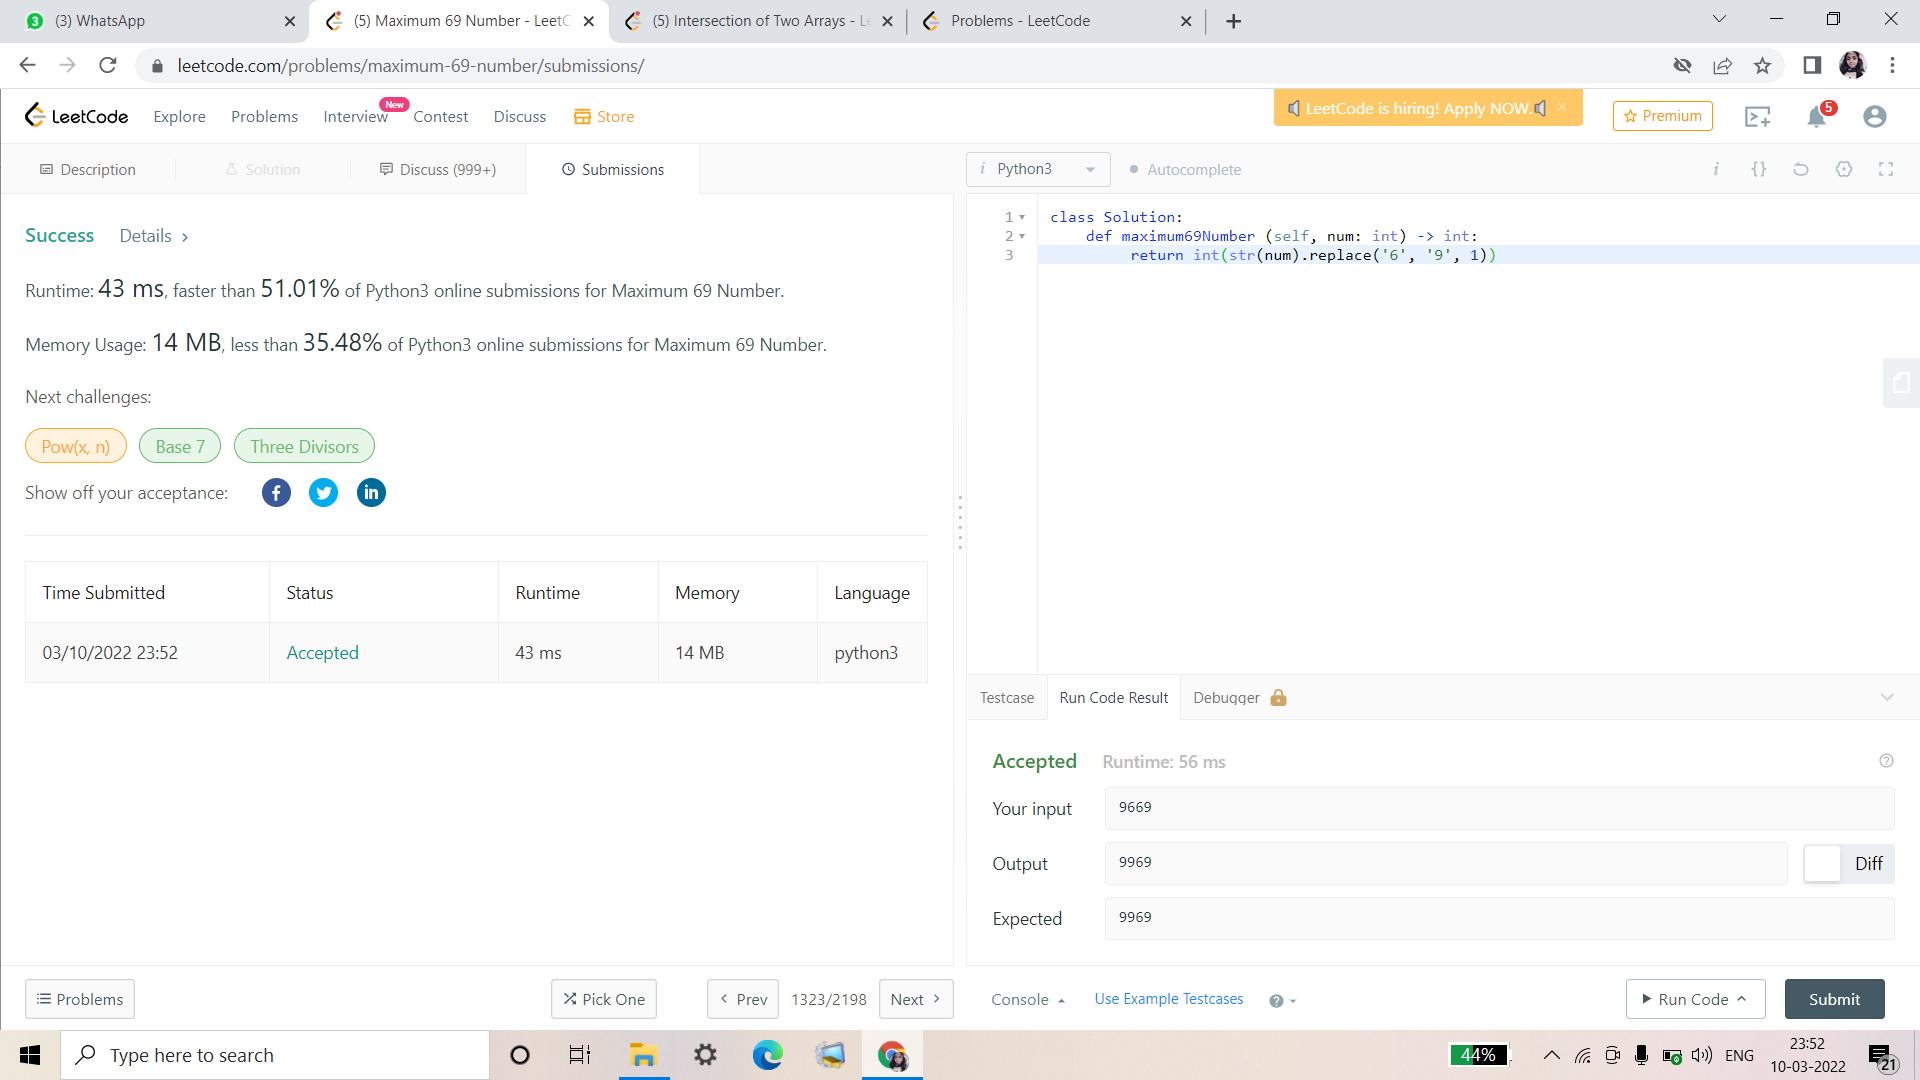 3
(3) WhatsApp
(5) Maximum 69 Number - LeetC
(5) Intersection of Two Arrays - Le
Problems - LeetCode
leetcode.com/problems/maximum-69-number/submissions/
LeetCode
Explore
Problems
Interview
New
Contest
Discuss
Store
LeetCode is hiring! Apply NOW.
Premium
5
Description
Solution
Discuss (999+)
Submissions
i Python3
Autocomplete
i
{}
Success
Details >
Runtime: 43 ms, faster than 51.01% of Python3 online submissions for Maximum 69 Number.
Memory Usage: 14 MB, less than 35.48% of Python3 online submissions for Maximum 69 Number.
Next challenges:
Pow(x, n)
Base 7
Three Divisors
Show off your acceptance:
f
in
Time Submitted Status Runtime Memory Language
03/10/2022 23:52 Accepted 43 ms 14 MB python3
1 class Solution:
2 def maximum69Number (self, num: int) -> int:
3 return int(str(num).replace('6', '9', 1))
Testcase
Run Code Result
Debugger
Accepted
Runtime: 56 ms
?
Your input
9669
Output
9969
Diff
Expected
9969
Problems
Pick One
< Prev
1323/2198
Next >
Console
Use Example Testcases
?
Run Code
Submit
Type here to search
44%
ENG
23:52
10-03-2022
21